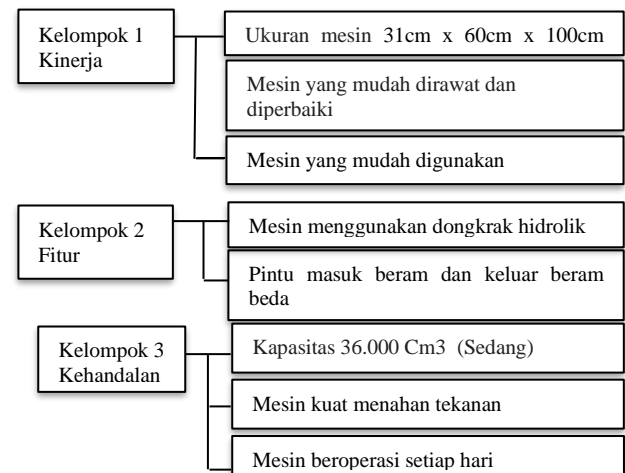 Kelompok 1
Kinerja
Ukuran mesin 31cm x 60cm x 100cm
Mesin yang mudah dirawat dan
diperbaiki
Mesin yang mudah digunakan
Kelompok 2
Fitur
Mesin menggunakan dongkrak hidrolik
Pintu masuk beram dan keluar beram
beda
Kelompok 3
Kehandalan
Kapasitas 36.000 Cm3 (Sedang)
Mesin kuat menahan tekanan
Mesin beroperasi setiap hari